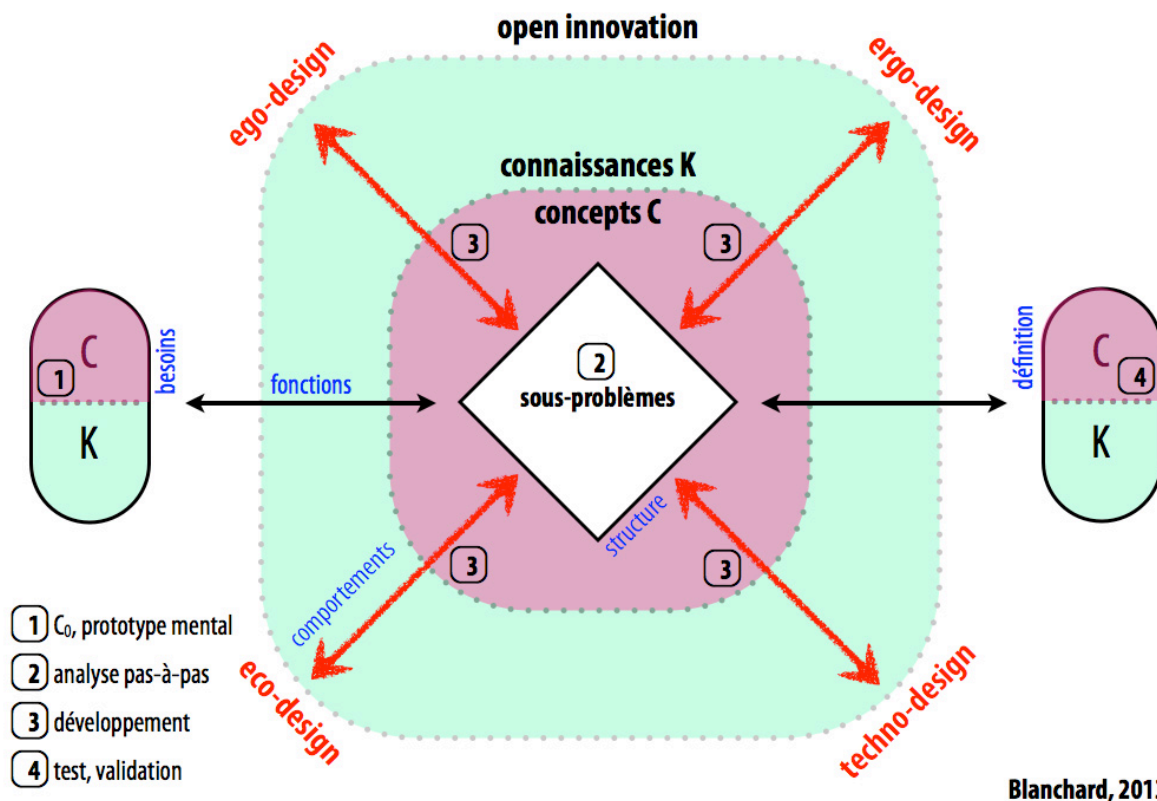 open innovation
ego-design
ergo-design
connaissances K
concepts C
3
3
C
1
K
besoins
fonctions
2
sous-problèmes
définition
C
4
K
structure
comportements
3
3
eco-design
techno-design
1 C₀, prototype mental
2 analyse pas-à-pas
3 développement
4 test, validation
Blanchard,